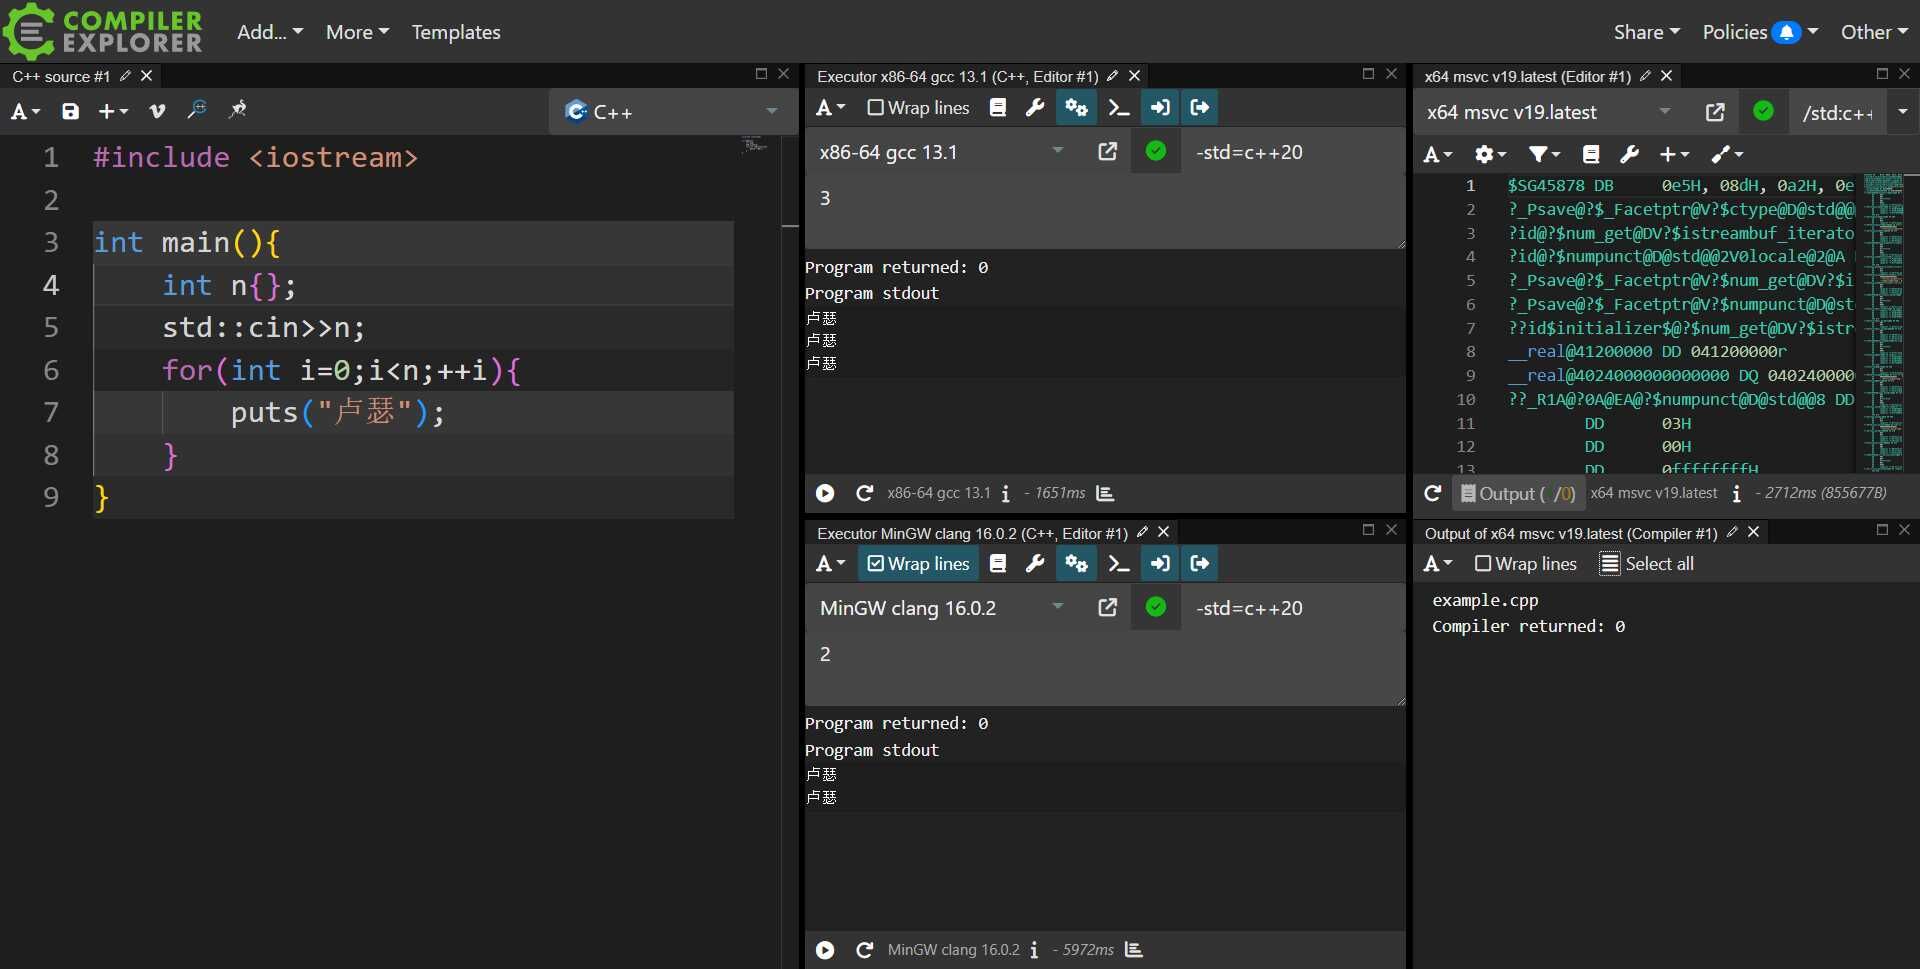 COMPILER
EXPLORER
Add...
More
Templates
Share
Policies
Other
C++ source #1
A
C++
1 #include <iostream>
2
3 int main(){
4 int n{};
5 std::cin>>n;
6 for(int i=0;i<n;++i){
7 puts("卢瑟");
8 }
9 }
Executor x86-64 gcc 13.1 (C++, Editor #1)
A Wrap lines
x86-64 gcc 13.1 -std=c++20
3
Program returned: 0
Program stdout
卢瑟
卢瑟
卢瑟
x86-64 gcc 13.1 i - 1651ms
Executor MinGW clang 16.0.2 (C++, Editor #1)
A Wrap lines
MinGW clang 16.0.2 -std=c++20
2
Program returned: 0
Program stdout
卢瑟
卢瑟
MinGW clang 16.0.2 i - 5972ms
x64 msvc v19.latest (Editor #1)
x64 msvc v19.latest /std:c++
A
1 $SG45878 DB 0e5H, 08dH, 0a2H, 0e
2 ?_Psave@?$_Facetptr@V?$ctype@D@std@@
3 ?id@?$num_get@DV?$istreambuf_iterato
4 ?id@?$numpunct@D@std@@2V0locale@2@A
5 ?_Psave@?$_Facetptr@V?$num_get@DV?$i
6 ?_Psave@?$_Facetptr@V?$numpunct@D@st
7 ??id$initializer$@?$num_get@DV?$istr
8 __real@41200000 DD 041200000r
9 __real@4024000000000000 DQ 040240000
10 ??_R1A@?0A@EA@?$numpunct@D@std@@8 DD
11 DD 03H
12 DD 00H
13 DD 0ffffffffH
Output ( /0) x64 msvc v19.latest i - 2712ms (855677B)
Output of x64 msvc v19.latest (Compiler #1)
A Wrap lines Select all
example.cpp
Compiler returned: 0